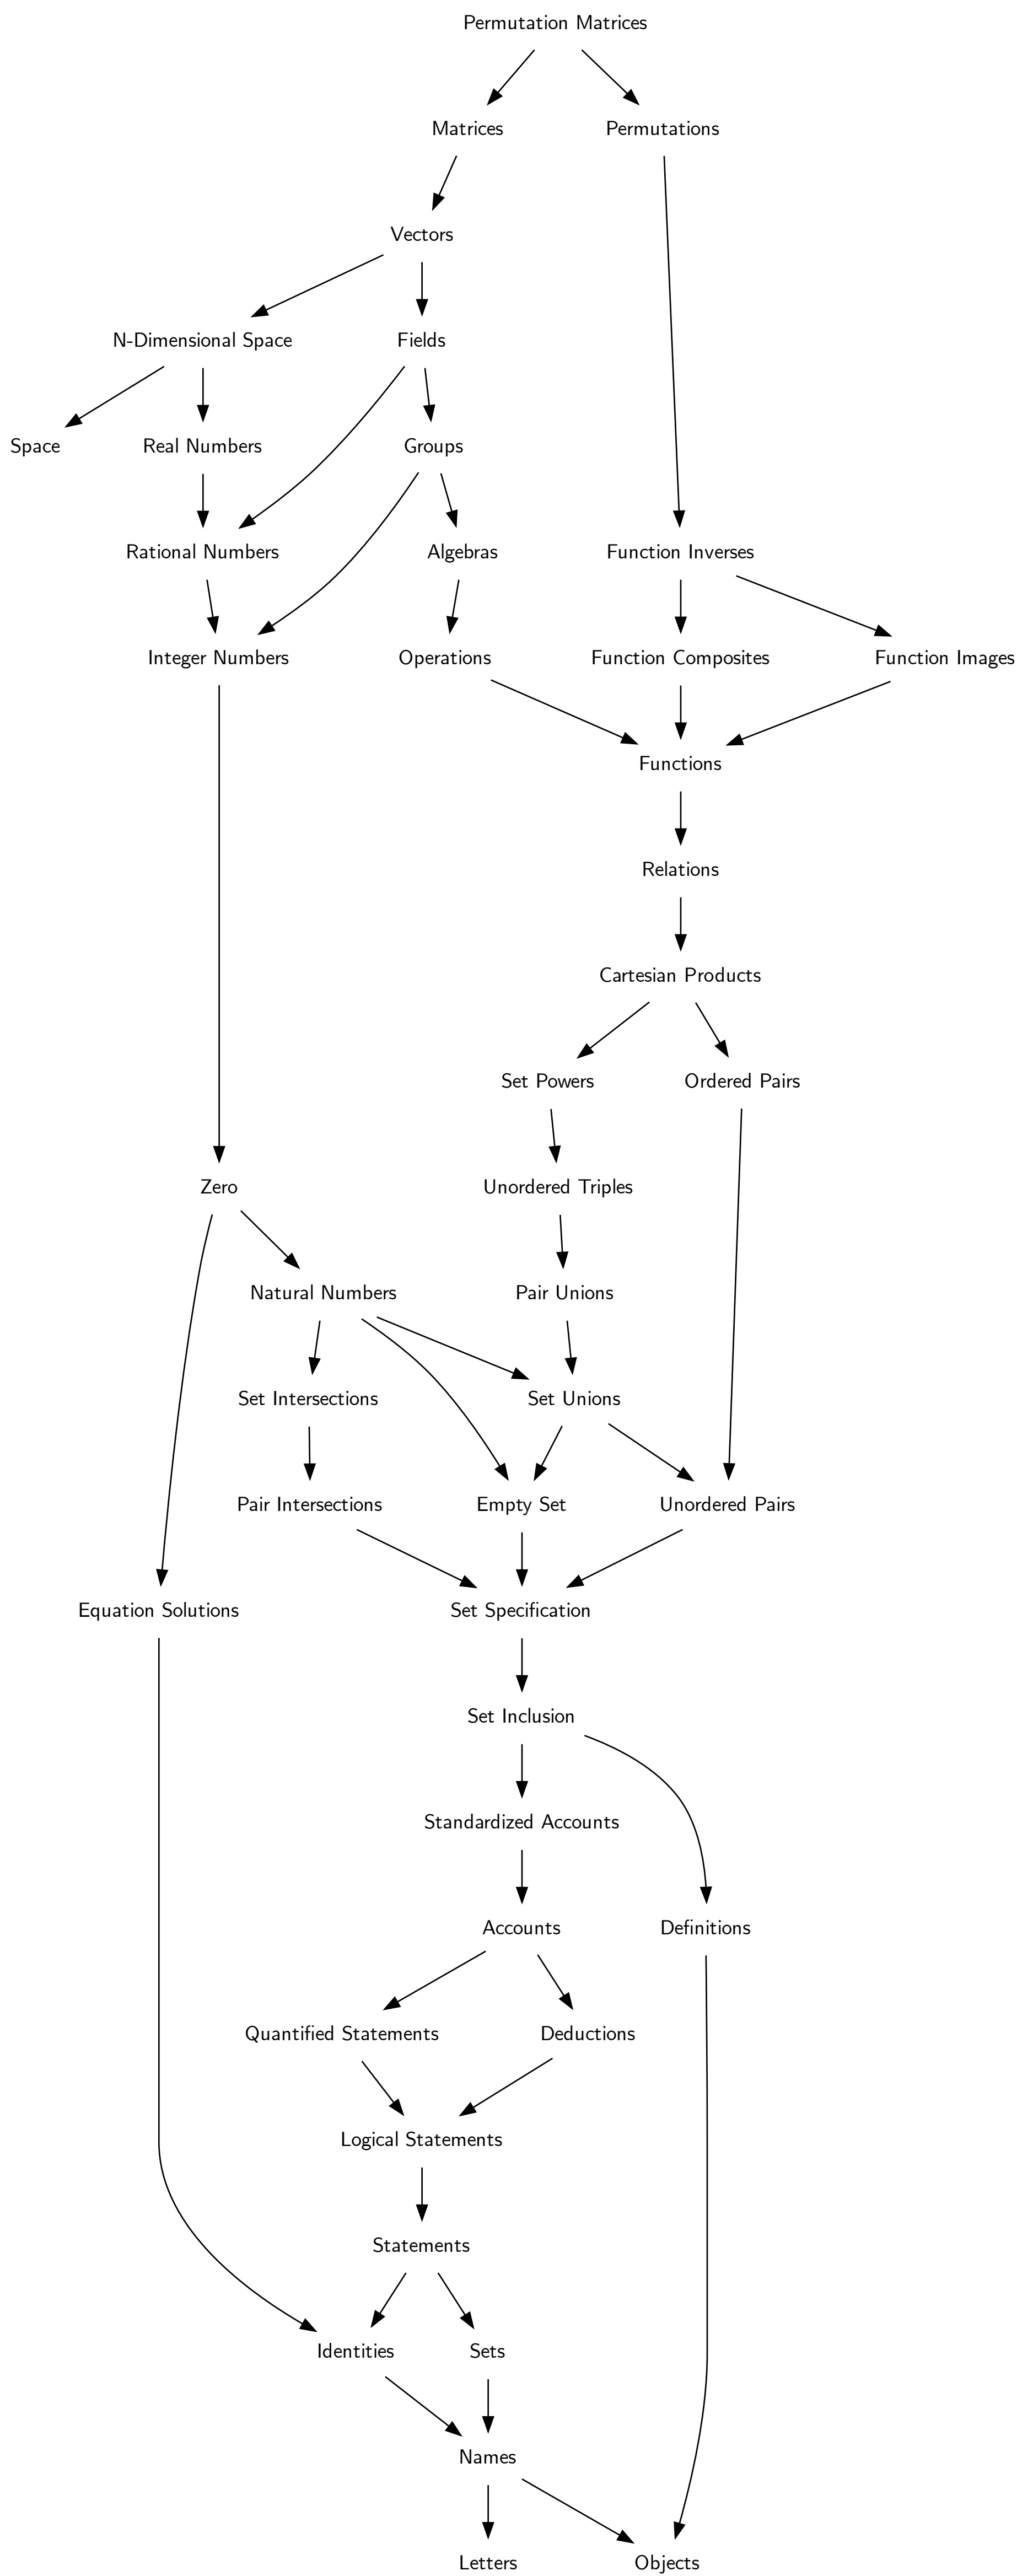 Permutation Matrices
Matrices
Permutations
Vectors
N-Dimensional Space
Fields
Space
Real Numbers
Groups
Rational Numbers
Algebras
Function Inverses
Integer Numbers
Operations
Function Composites
Function Images
Functions
Relations
Cartesian Products
Set Powers
Ordered Pairs
Zero
Unordered Triples
Natural Numbers
Pair Unions
Set Intersections
Set Unions
Pair Intersections
Empty Set
Unordered Pairs
Equation Solutions
Set Specification
Set Inclusion
Standardized Accounts
Accounts
Definitions
Quantified Statements
Deductions
Logical Statements
Statements
Identities
Sets
Names
Letters
Objects